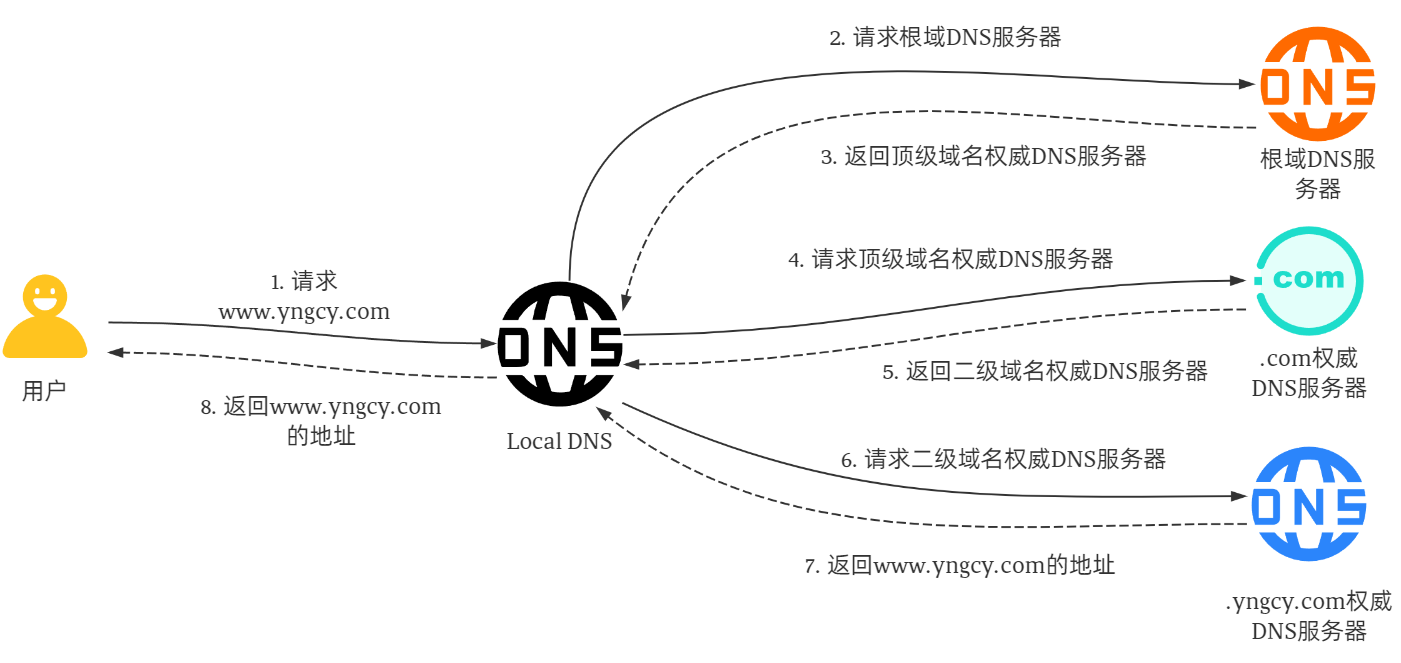 2. 请求根域DNS服务器
DNS
3. 返回顶级域名权威DNS服务器
根域DNS服
务器
1. 请求
www.yngcy.com
用户
8. 返回www.yngcy.com
的地址
DNS
Local DNS
4. 请求顶级域名权威DNS服务器
.com
5. 返回二级域名权威DNS服务器
.com权威
DNS服务器
6. 请求二级域名权威DNS服务器
DNS
7. 返回www.yngcy.com的地址
.yngcy.com权威
DNS服务器